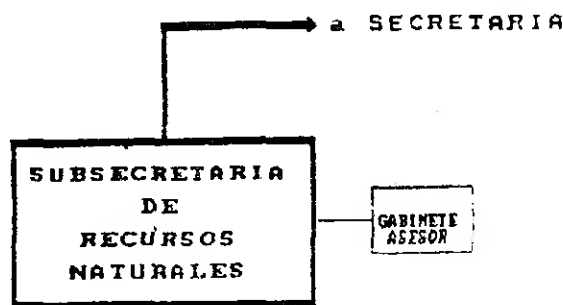 a SECRETARIA
SUBSECRETARIA
DE
RECURSOS
NATURALES
GABINETE
ASESOR